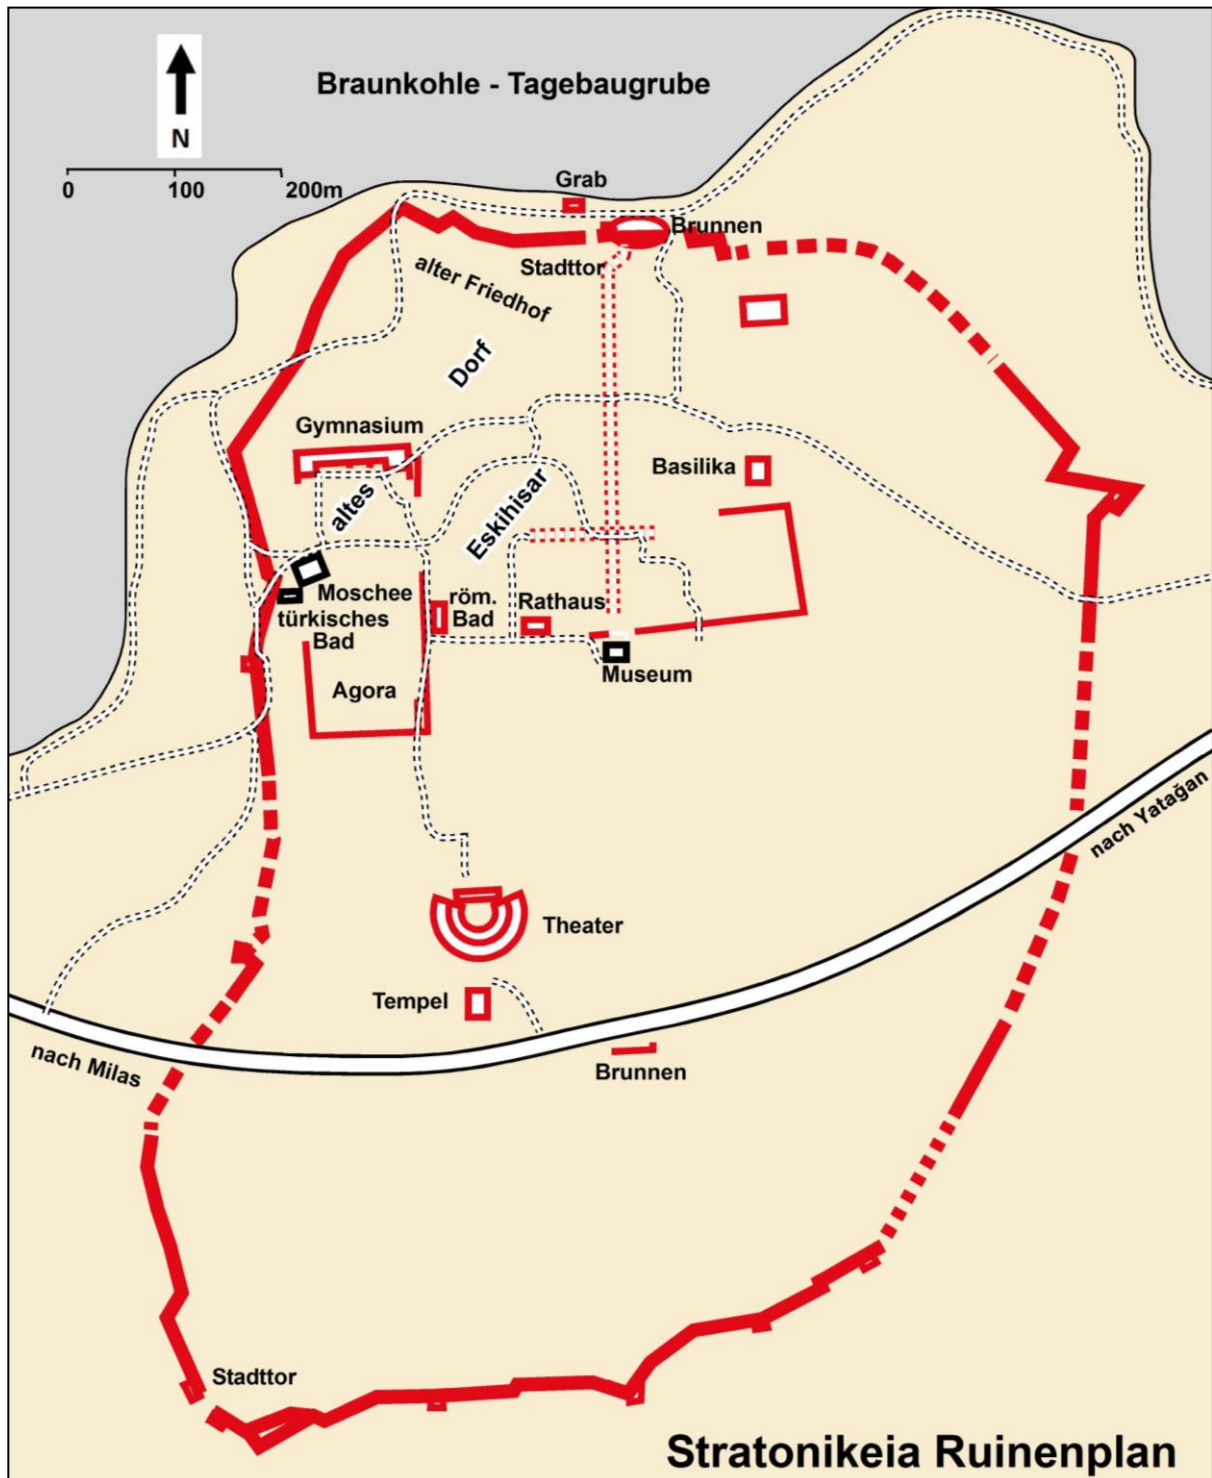 Braunkohle - Tagebaugrube
N
0 100 200m
Grab
Brunnen
Stadttor
alter Friedhof
Dorf
Gymnasium
Basilika
altes
Eskihisar
Moschee
türkisches
Bad
röm.
Bad
Rathaus
Museum
Agora
nach Yatağan
Theater
Tempel
nach Milas
Brunnen
Stadttor
Stratonikeia Ruinenplan